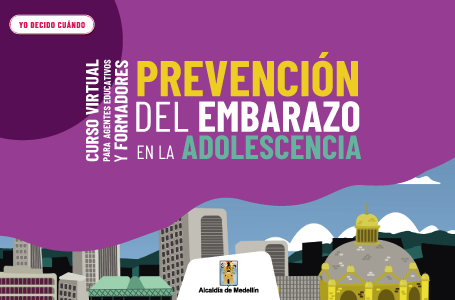 YO DECIDO CUÁNDO
CURSO VIRTUAL
PARA AGENTES EDUCATIVOS
Y FORMADORES
PREVENCIÓN
DEL EMBARAZO
EN LA ADOLESCENCIA
Alcaldía de Medellín